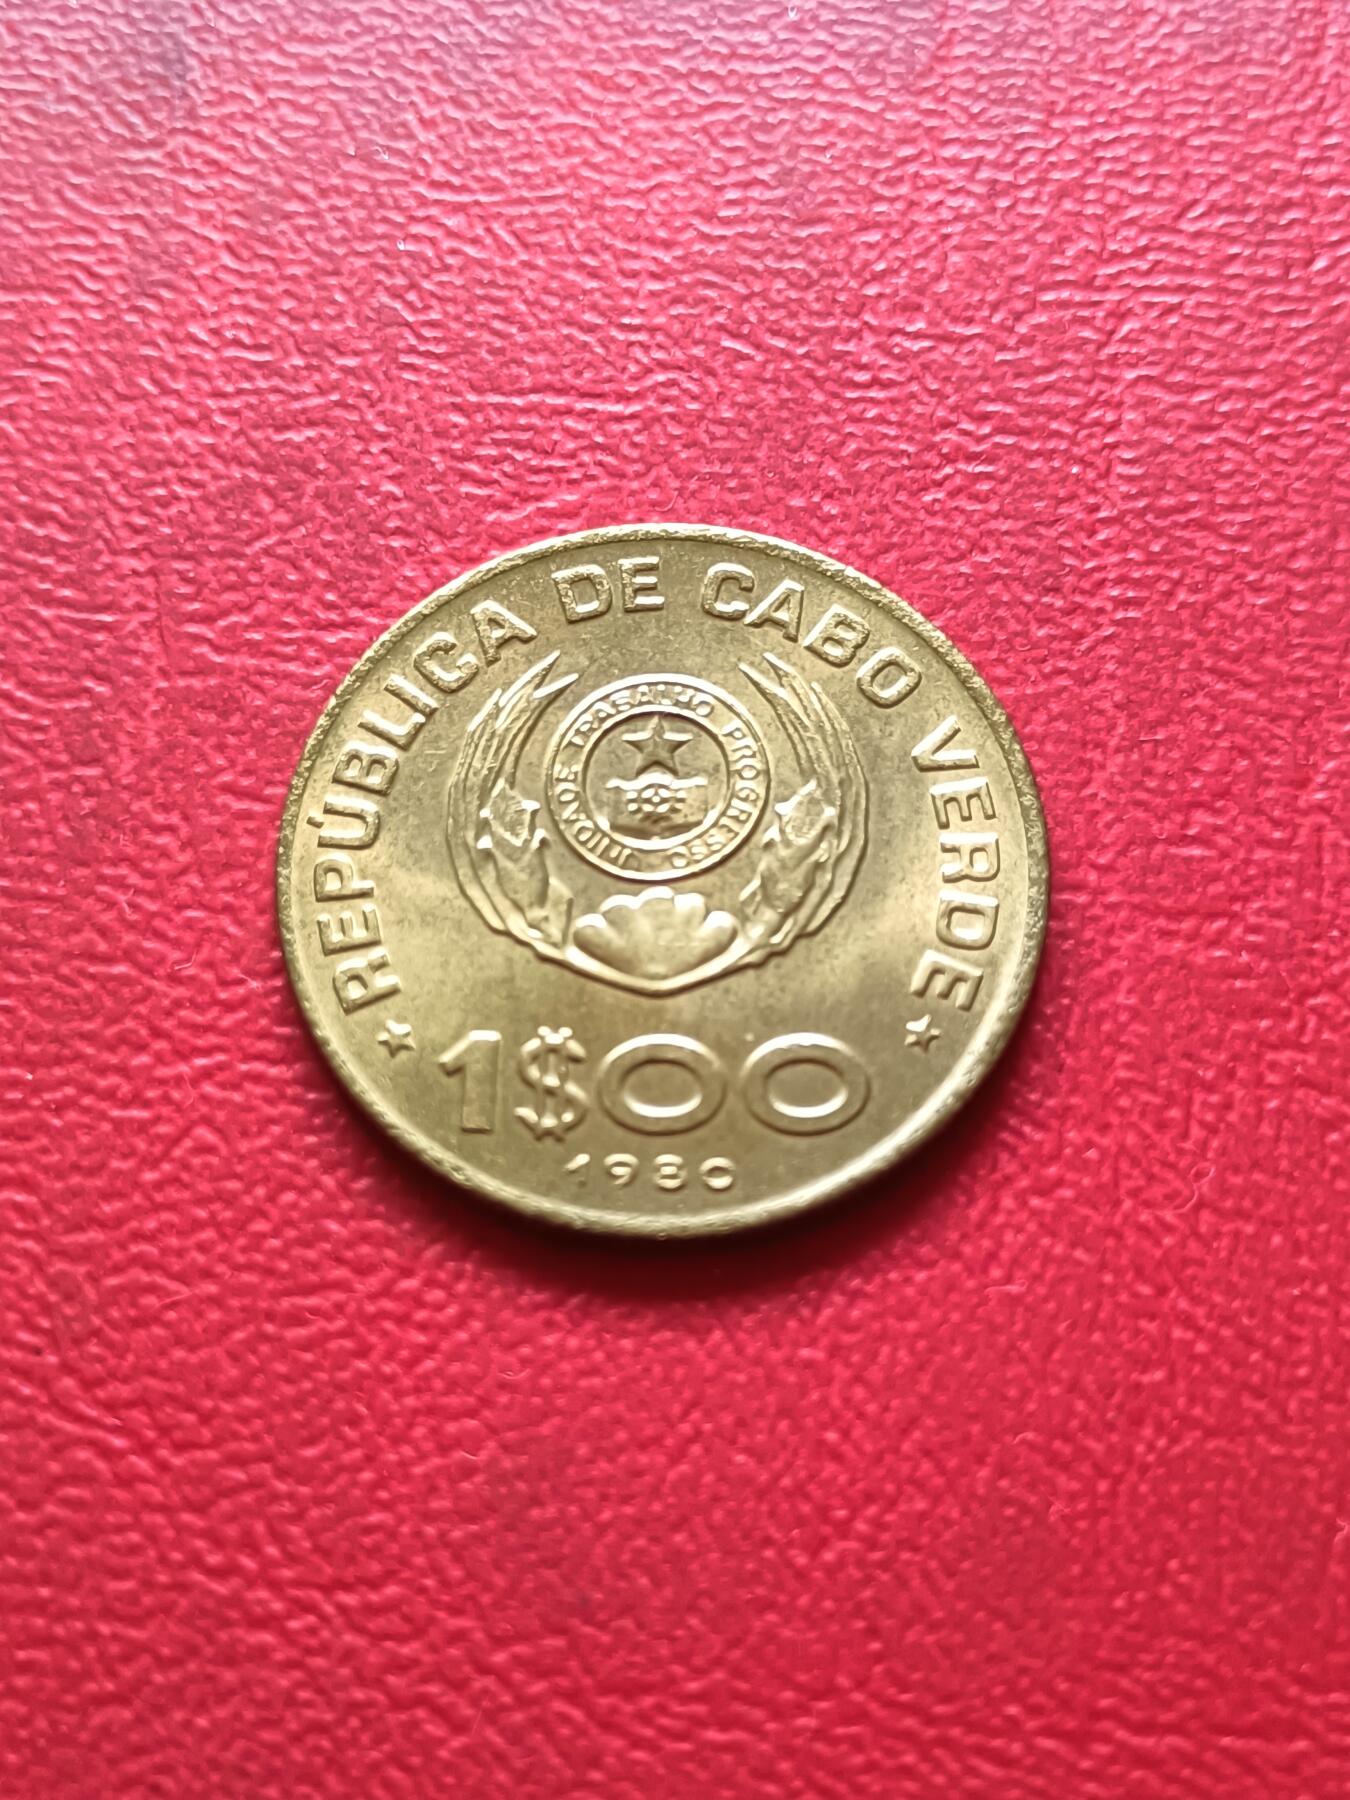 REPÚBLICA DE CABO VERDE
UNIDADE TRABALHO PROGRESSO
1$00
1980